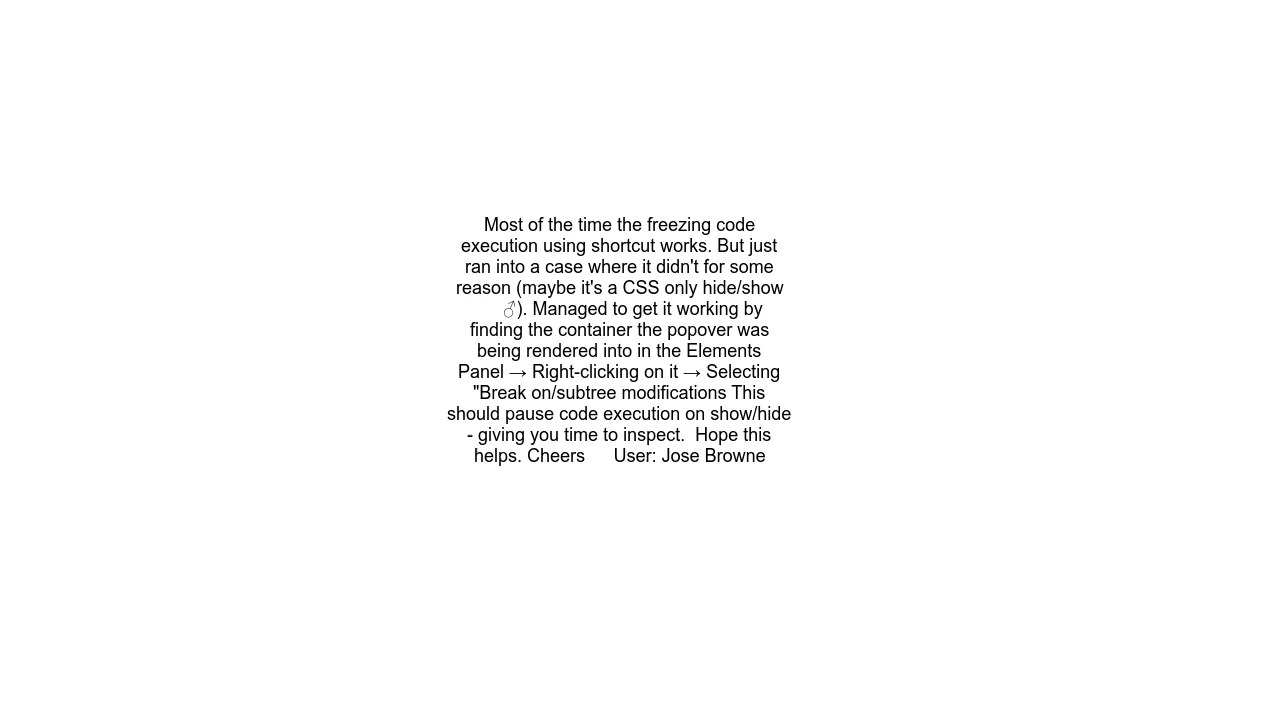 Most of the time the freezing code
execution using shortcut works. But just
ran into a case where it didn't for some
reason (maybe it's a CSS only hide/show
♂). Managed to get it working by
finding the container the popover was
being rendered into in the Elements
Panel → Right-clicking on it → Selecting
"Break on/subtree modifications This
should pause code execution on show/hide
- giving you time to inspect.  Hope this
helps. Cheers      User: Jose Browne